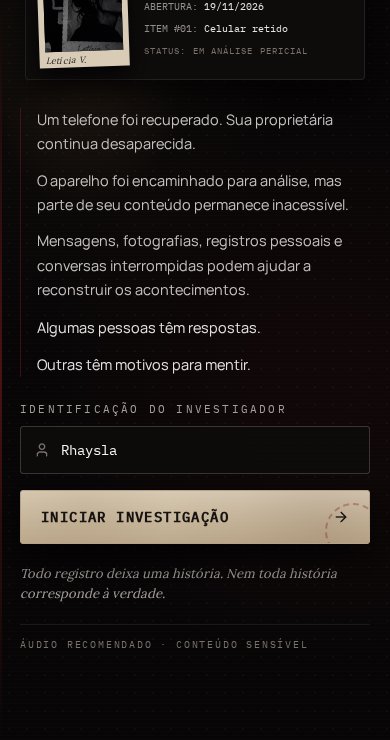 ABERTURA: 19/11/2026
ITEM #01: Celular retido
Letícia V.
STATUS: EM ANÁLISE PERICIAL
Um telefone foi recuperado. Sua proprietária
continua desaparecida.
O aparelho foi encaminhado para análise, mas
parte de seu conteúdo permanece inacessível.
Mensagens, fotografias, registros pessoais e
conversas interrompidas podem ajudar a
reconstruir os acontecimentos.
Algumas pessoas têm respostas.
Outras têm motivos para mentir.
IDENTIFICAÇÃO DO INVESTIGADOR
Rhaysla
INICIAR INVESTIGAÇÃO →
Todo registro deixa uma história. Nem toda história
corresponde à verdade.
ÁUDIO RECOMENDADO · CONTEÚDO SENSÍVEL